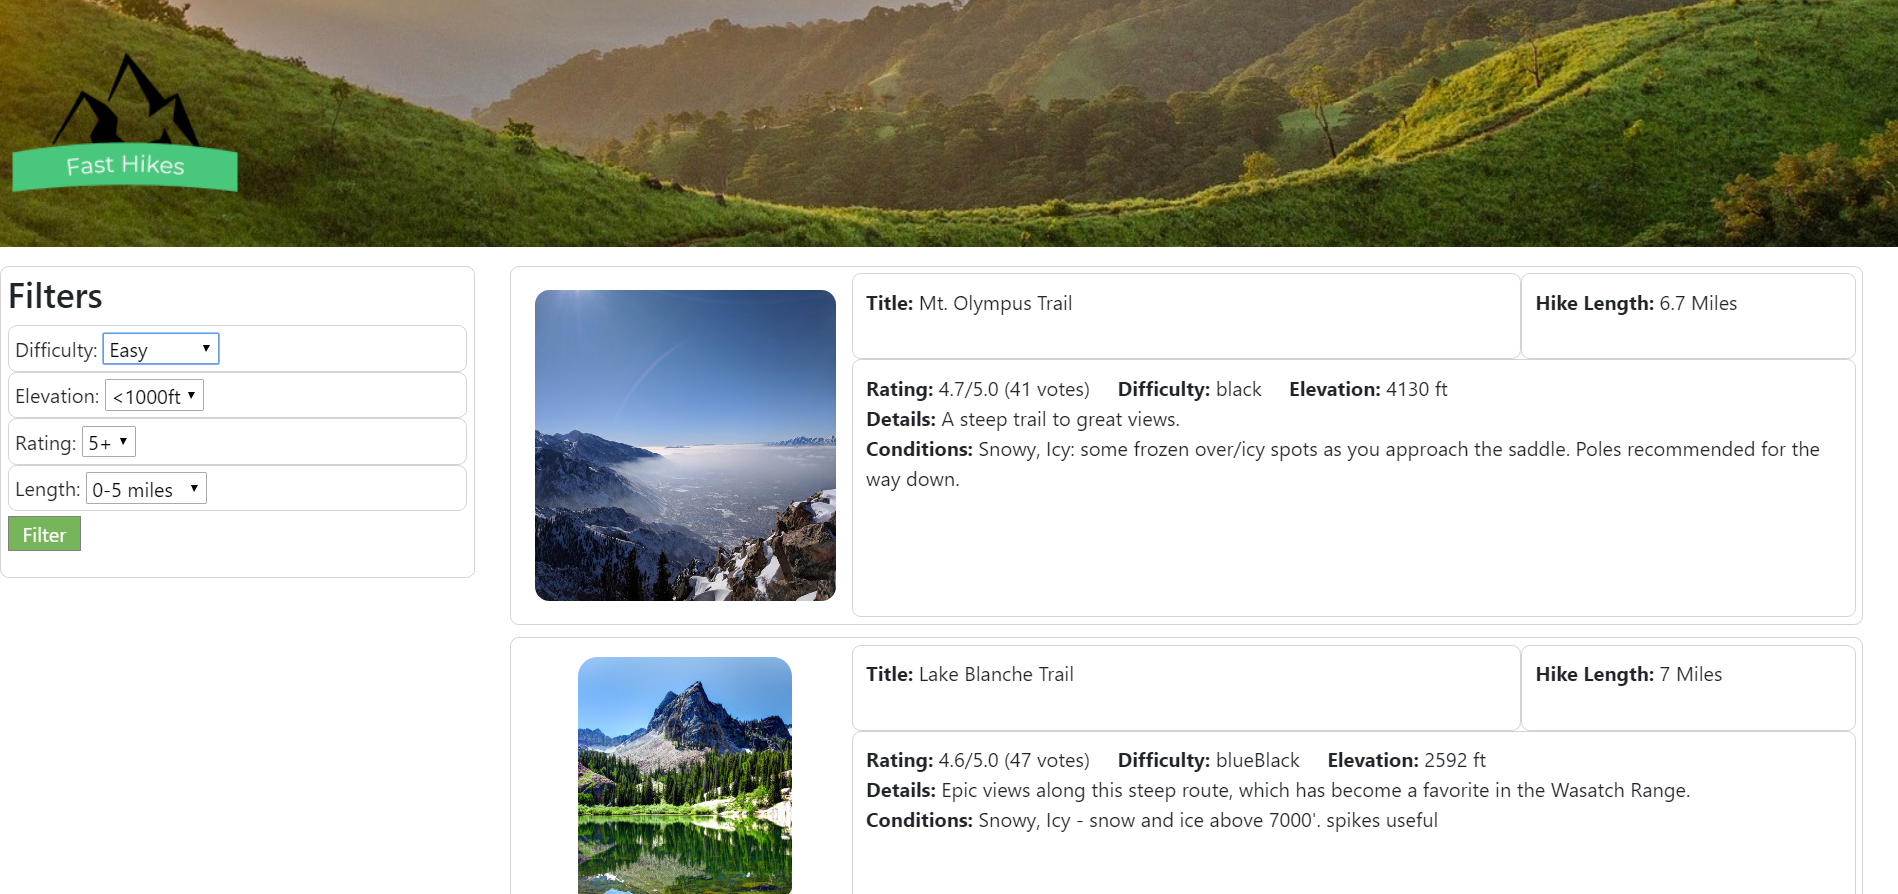 Fast Hikes
Filters
Difficulty: Easy
Elevation: <1000ft
Rating: 5+
Length: 0-5 miles
Filter
Title: Mt. Olympus Trail
Hike Length: 6.7 Miles
Rating: 4.7/5.0 (41 votes) Difficulty: black Elevation: 4130 ft
Details: A steep trail to great views.
Conditions: Snowy, Icy: some frozen over/icy spots as you approach the saddle. Poles recommended for the
way down.
Title: Lake Blanche Trail
Hike Length: 7 Miles
Rating: 4.6/5.0 (47 votes) Difficulty: blueBlack Elevation: 2592 ft
Details: Epic views along this steep route, which has become a favorite in the Wasatch Range.
Conditions: Snowy, Icy - snow and ice above 7000'. spikes useful